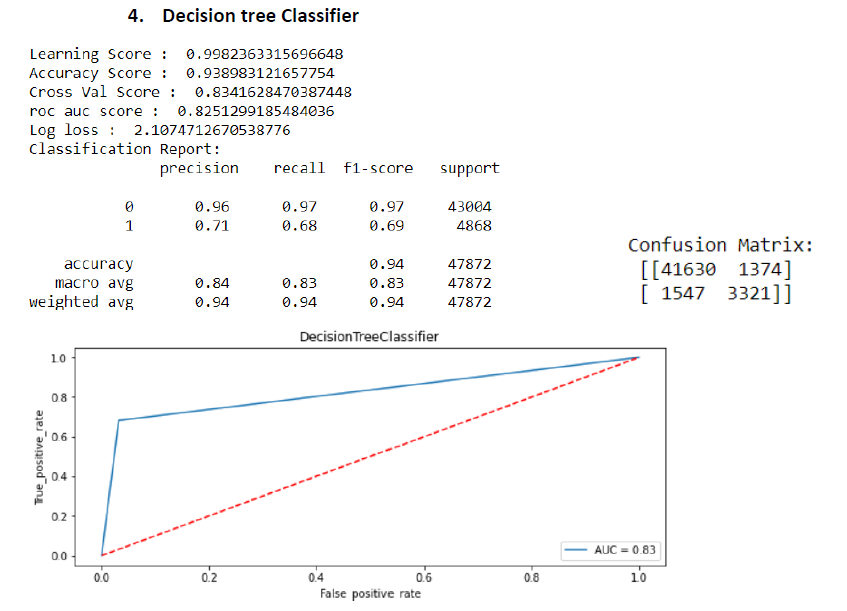 4. Decision tree Classifier
Learning Score : 0.9982363315696648
Accuracy Score : 0.938983121657754
Cross Val Score : 0.8341628470387448
roc auc score : 0.8251299185484036
Log loss : 2.1074712670538776
Classification Report:
precision recall f1-score support
0 0.96 0.97 0.97 43004
1 0.71 0.68 0.69 4868
accuracy 0.94 47872
macro avg 0.84 0.83 0.83 47872
weighted avg 0.94 0.94 0.94 47872
Confusion Matrix:
[[41630 1374]
[ 1547 3321]]
DecisionTreeClassifier
1.0
0.8
0.6
0.4
0.2
0.0
True_positive_rate
AUC = 0.83
0.0 0.2 0.4 0.6 0.8 1.0
False positive rate